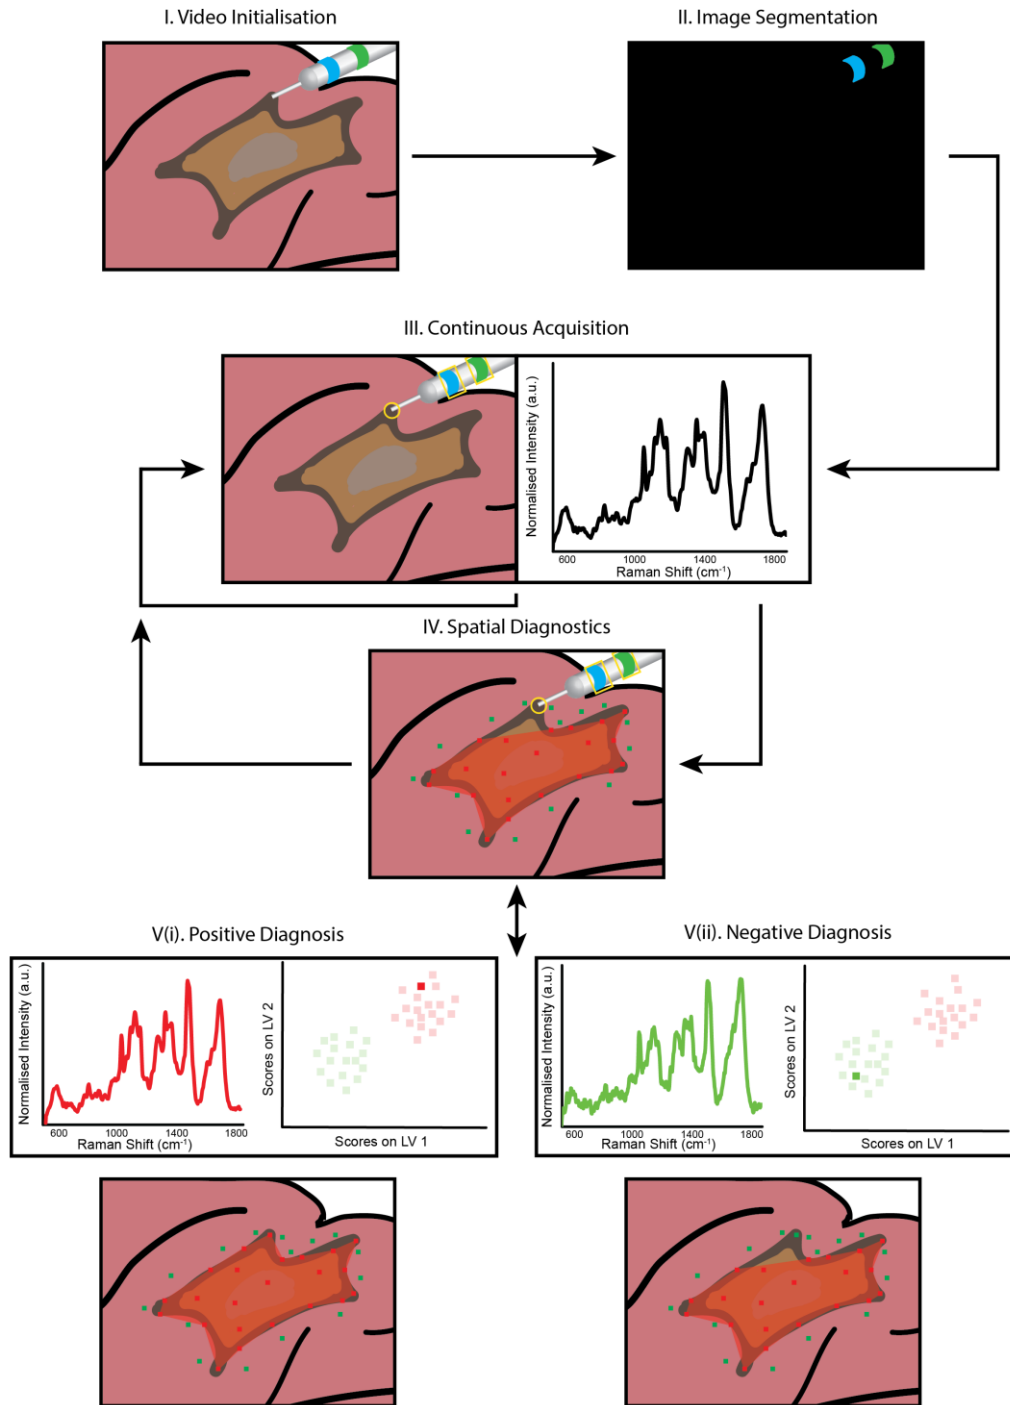 I. Video Initialisation
II. Image Segmentation
III. Continuous Acquisition
Normalised Intensity (a.u.)
600 1000 1400 1800
Raman Shift (cm⁻¹)
IV. Spatial Diagnostics
V(i). Positive Diagnosis
Normalised Intensity (a.u.)
600 1000 1400 1800
Raman Shift (cm⁻¹)
Scores on LV 2
Scores on LV 1
V(ii). Negative Diagnosis
Normalised Intensity (a.u.)
600 1000 1400 1800
Raman Shift (cm⁻¹)
Scores on LV 2
Scores on LV 1